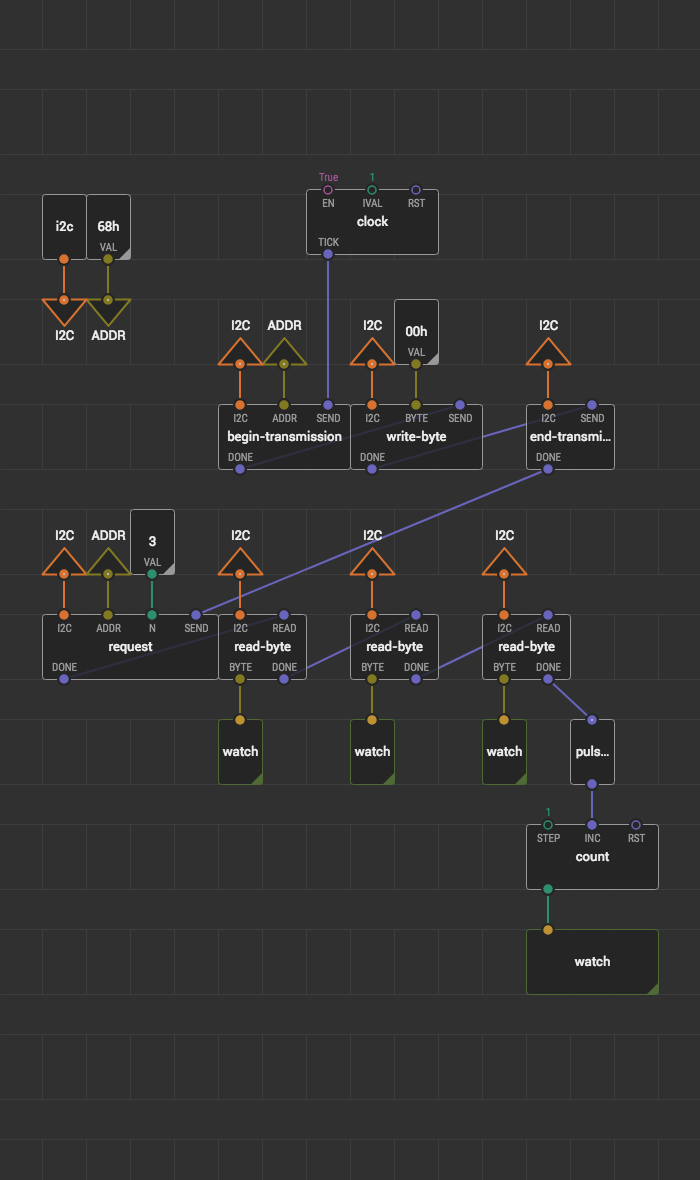 True 1
EN IVAL RST
clock
TICK
i2c 68h
VAL
I2C ADDR
I2C ADDR I2C 00h I2C
VAL
I2C ADDR SEND I2C BYTE SEND I2C SEND
begin-transmission write-byte end-transmi...
DONE DONE DONE
I2C ADDR 3 I2C I2C I2C
VAL
I2C ADDR N SEND I2C READ I2C READ I2C READ
request read-byte read-byte read-byte
DONE BYTE DONE BYTE DONE BYTE DONE
watch watch watch puls...
1
STEP INC RST
count
watch